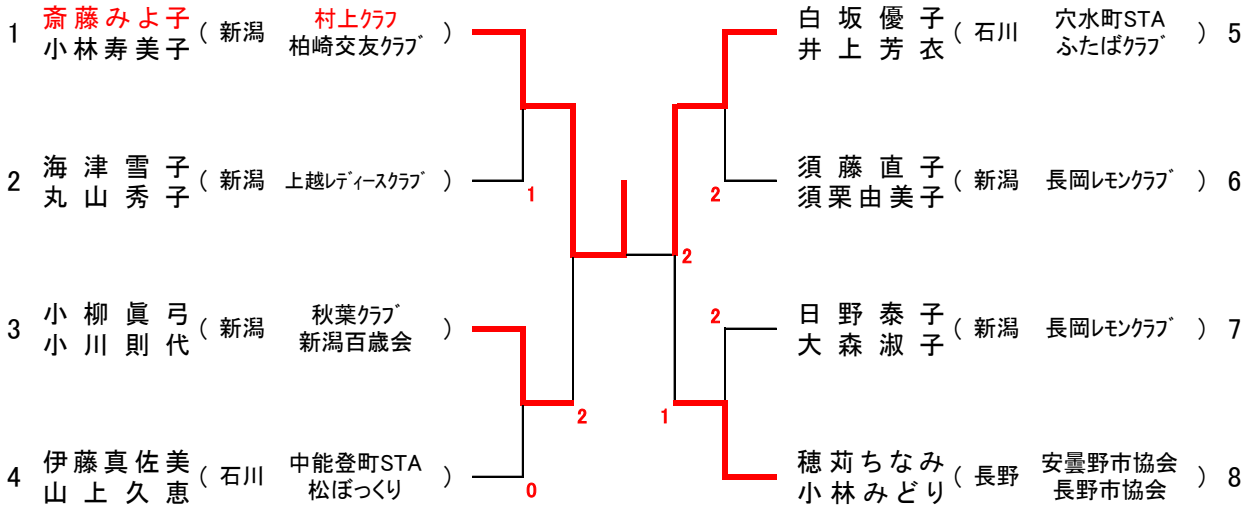 1 斎藤みよ子 小林寿美子 ( 新潟 村上クラフ 柏崎交友クラブ )
2 海津雪子 丸山秀子 ( 新潟 上越レディースクラブ )
1
3 小柳眞弓 小川則代 ( 新潟 秋葉クラブ 新潟百歳会 )
2
4 伊藤真佐美 山上久恵 ( 石川 中能登町STA 松ぼっくり )
0
白坂優子 井上芳衣 ( 石川 穴水町STA ふたばクラブ ) 5
2
須藤直子 須栗由美子 ( 新潟 長岡レモンクラブ ) 6
2
2
日野泰子 大森淑子 ( 新潟 長岡レモンクラブ ) 7
1
穂苅ちなみ 小林みどり ( 長野 安曇野市協会 長野市協会 ) 8